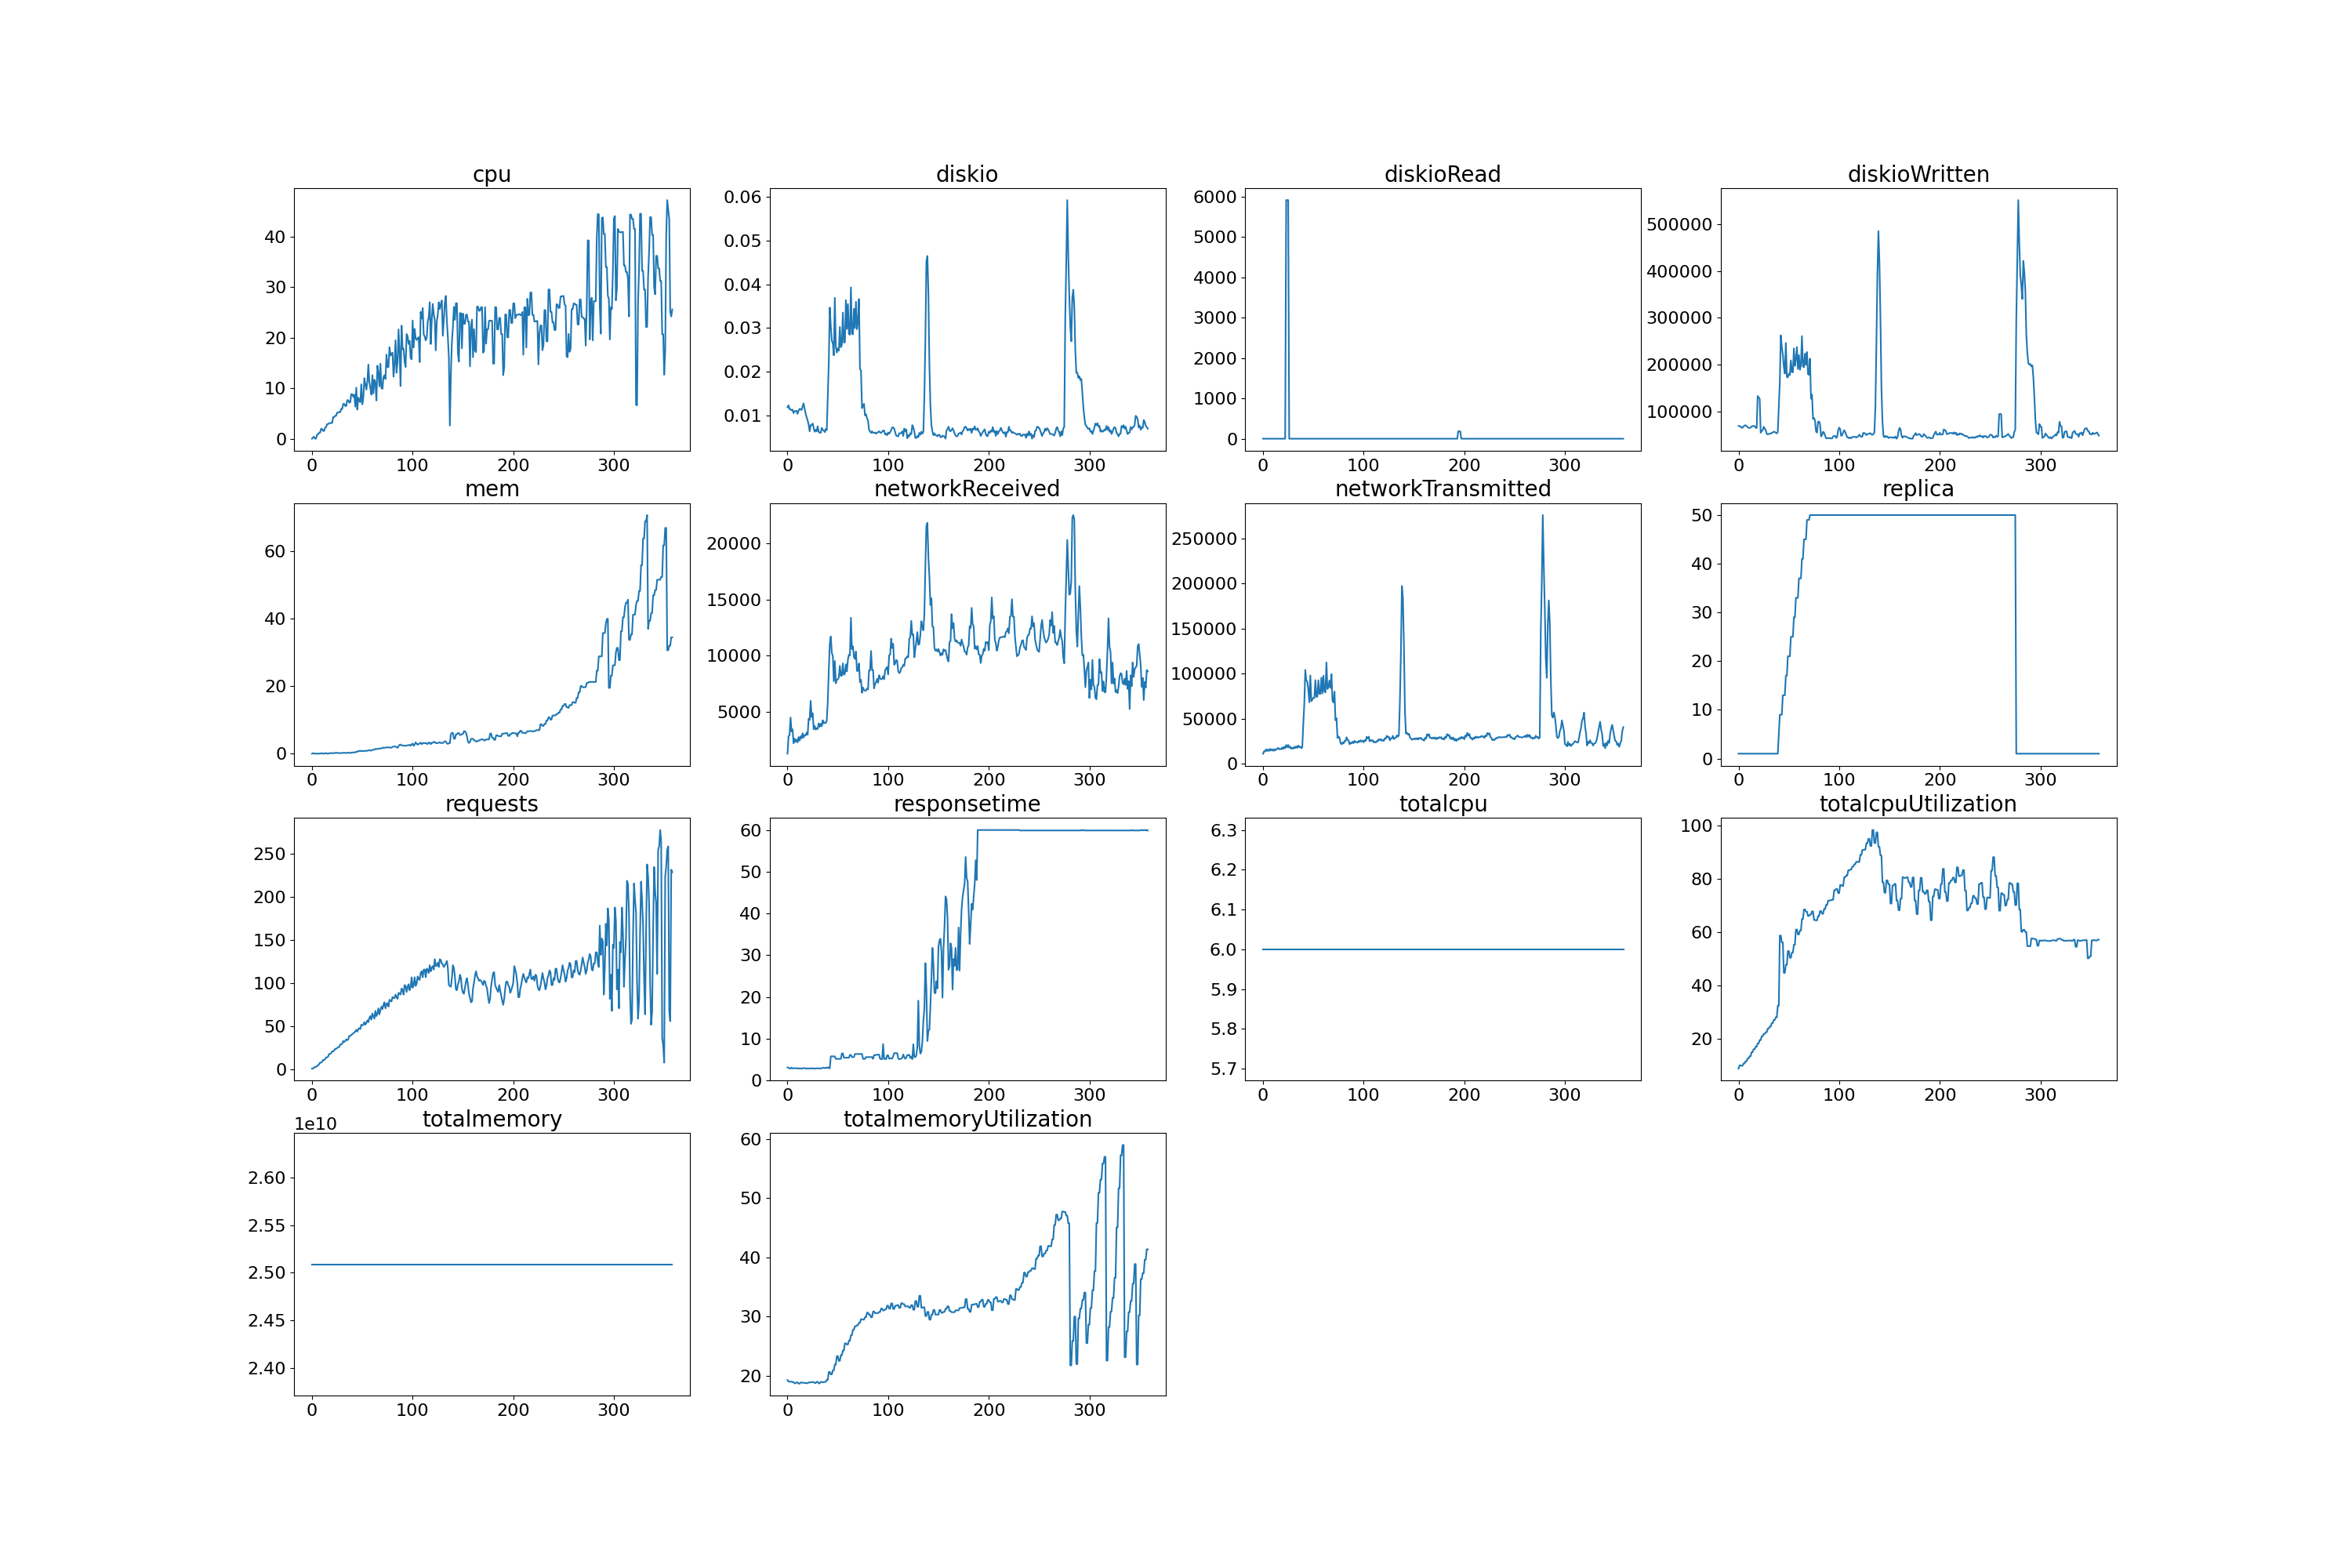 cpu
diskio
diskioRead
diskioWritten
40
30
20
10
0
0 100 200 300
0.06
0.05
0.04
0.03
0.02
0.01
0 100 200 300
6000
5000
4000
3000
2000
1000
0
0 100 200 300
500000
400000
300000
200000
100000
0 100 200 300
mem
networkReceived
networkTransmitted
replica
60
40
20
0
0 100 200 300
20000
15000
10000
5000
0 100 200 300
250000
200000
150000
100000
50000
0
0 100 200 300
50
40
30
20
10
0
0 100 200 300
requests
responsetime
totalcpu
totalcpuUtilization
250
200
150
100
50
0
0 100 200 300
60
50
40
30
20
10
0
0 100 200 300
6.3
6.2
6.1
6.0
5.9
5.8
5.7
0 100 200 300
100
80
60
40
20
0 100 200 300
totalmemory
totalmemoryUtilization
1e10
2.60
2.55
2.50
2.45
2.40
0 100 200 300
60
50
40
30
20
0 100 200 300